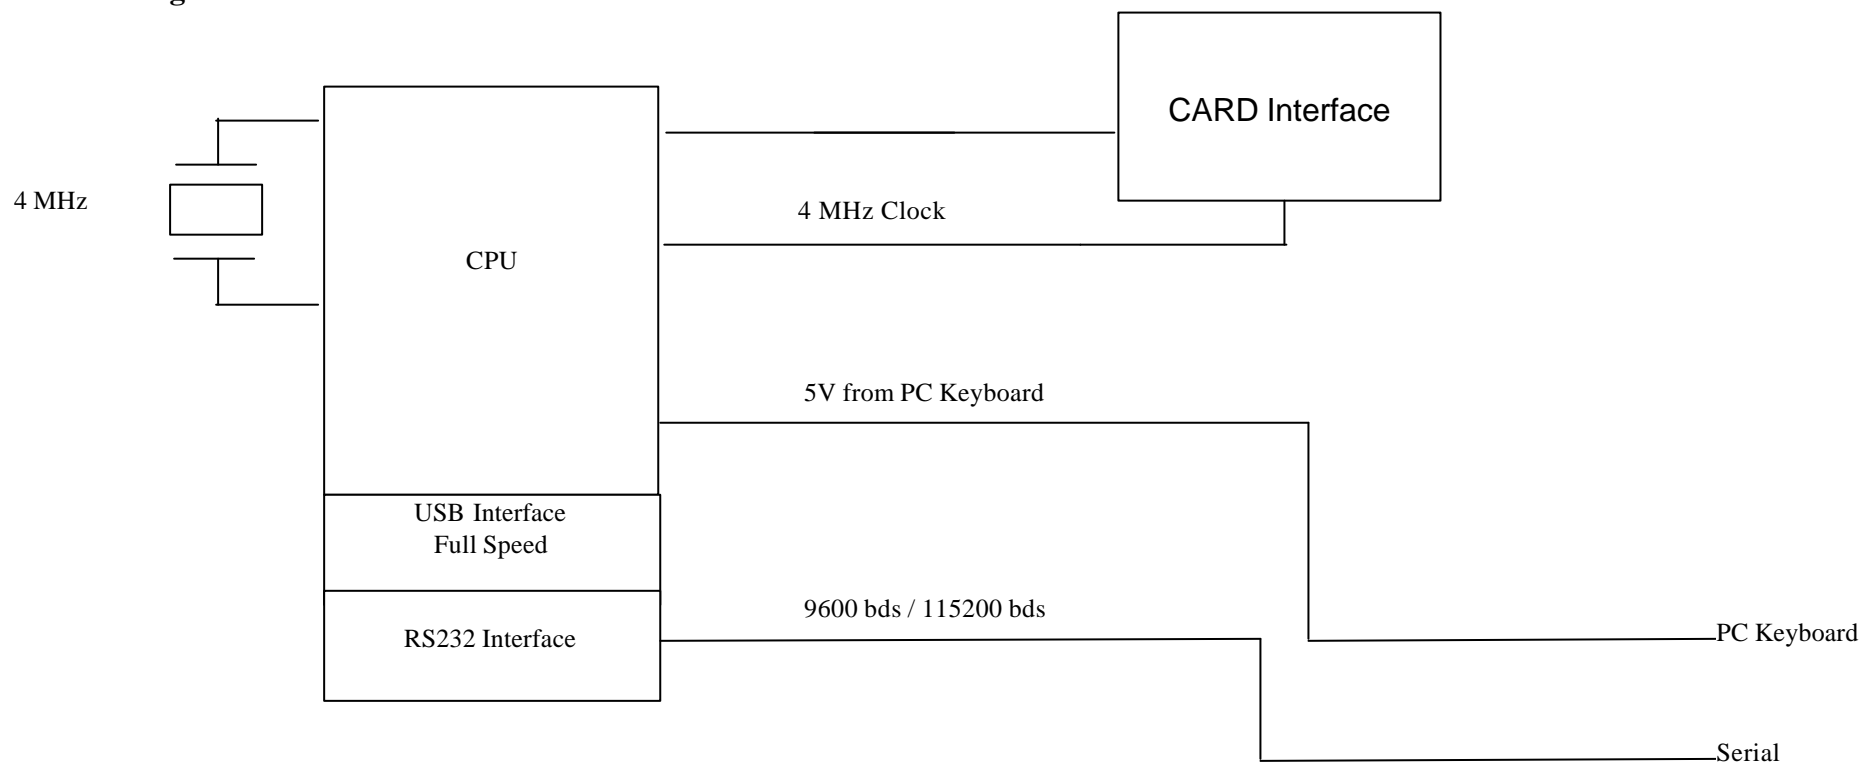 CARD Interface
4 MHz
4 MHz Clock
CPU
5V from PC Keyboard
USB Interface
Full Speed
9600 bds / 115200 bds
RS232 Interface
PC Keyboard
Serial